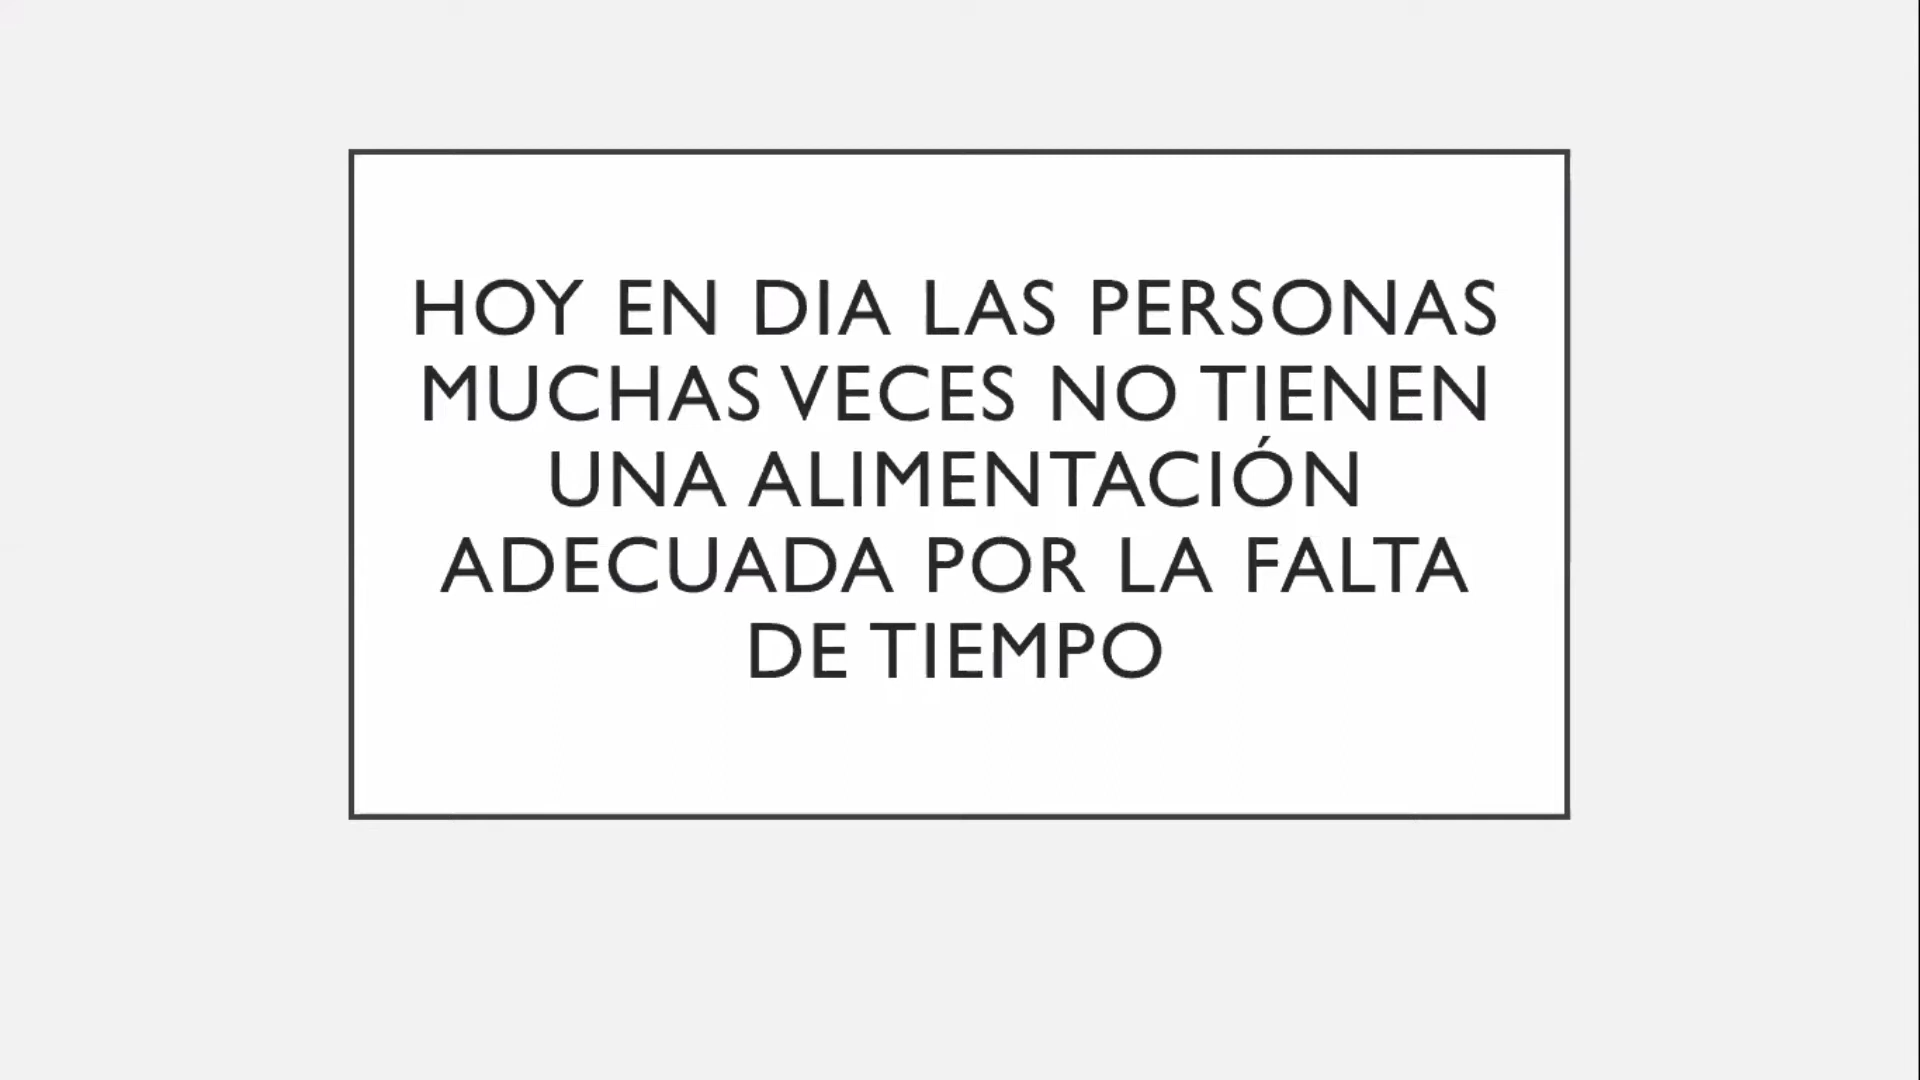 HOY EN DIA LAS PERSONAS
MUCHAS VECES NO TIENEN
UNA ALIMENTACIÓN
ADECUADA POR LA FALTA
DE TIEMPO